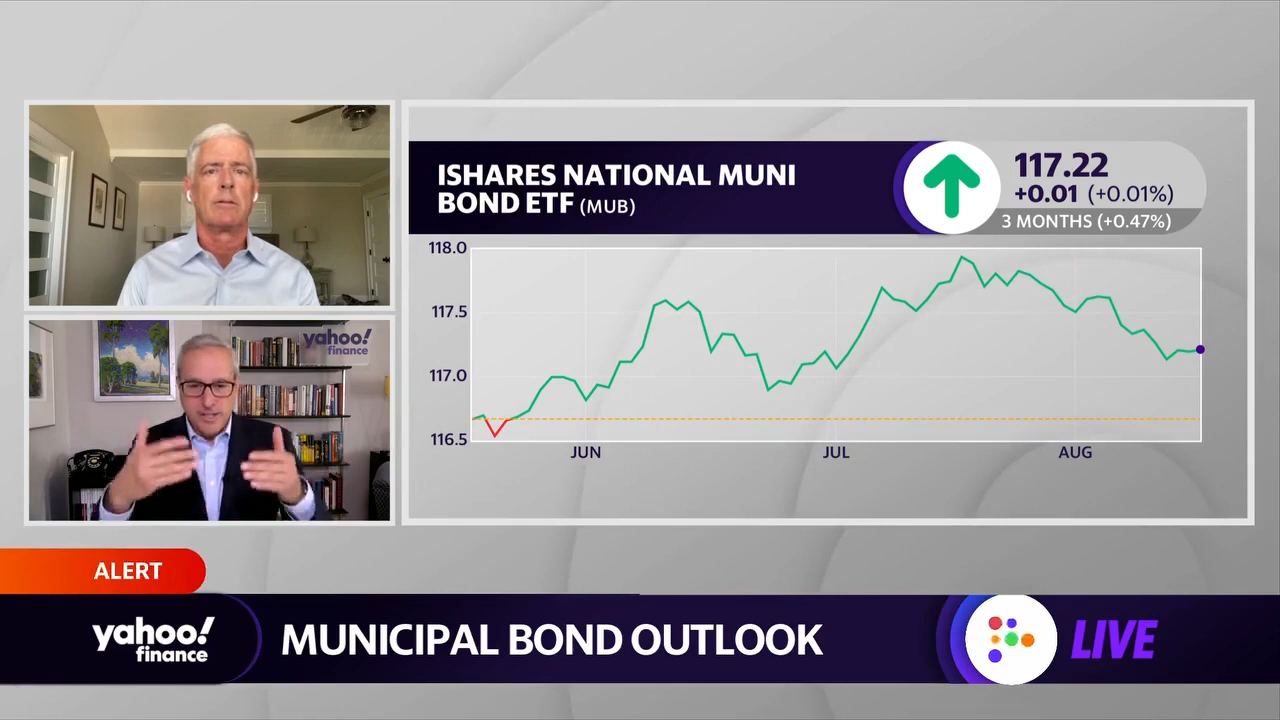 yahoo!
finance
ISHARES NATIONAL MUNI
BOND ETF (MUB)
117.22
+0.01 (+0.01%)
3 MONTHS (+0.47%)
118.0
117.5
117.0
116.5
JUN JUL AUG
ALERT
yahoo!
finance
MUNICIPAL BOND OUTLOOK
LIVE